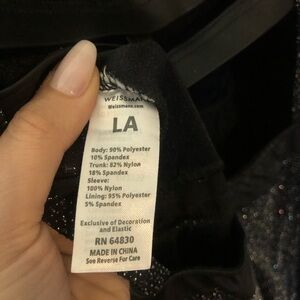 WEISSMAN
Weissmans.com
LA
Body: 90% Polyester
10% Spandex
Trunk: 82% Nylon
18% Spandex
Sleeve:
100% Nylon
Lining: 95% Polyester
5% Spandex
Exclusive of Decoration
and Elastic
RN 64830
MADE IN CHINA
See Reverse For Care